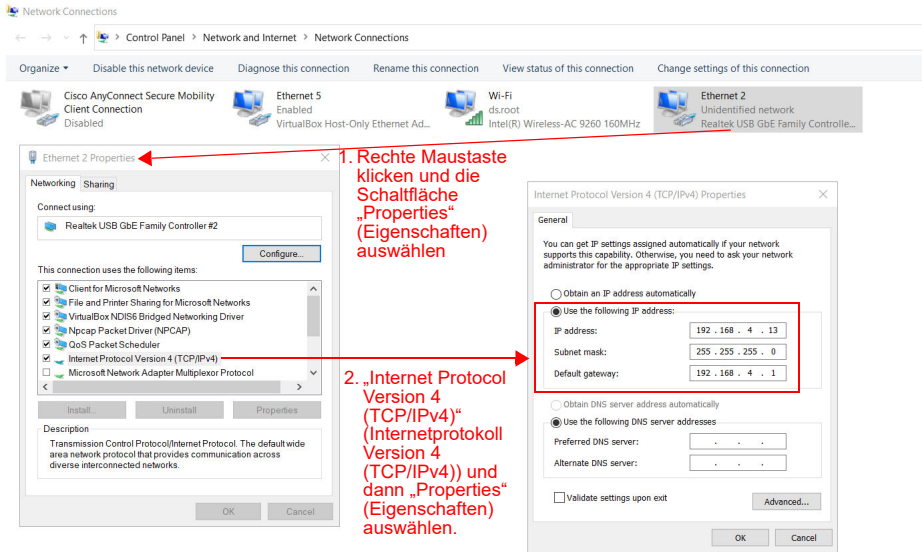 Network Connections
Control Panel > Network and Internet > Network Connections
Organize Disable this network device Diagnose this connection Rename this connection View status of this connection Change settings of this connection
Cisco AnyConnect Secure Mobility
Client Connection
Disabled
Ethernet 5
Enabled
VirtualBox Host-Only Ethernet Ad...
Wi-Fi
ds.root
Intel(R) Wireless-AC 9260 160MHz
Ethernet 2
Unidentified network
Realtek USB GbE Family Controlle...
Ethernet 2 Properties
Networking Sharing
Connect using:
Realtek USB GbE Family Controller #2
Configure...
This connection uses the following items:
Client for Microsoft Networks
File and Printer Sharing for Microsoft Networks
VirtualBox NDIS6 Bridged Networking Driver
Npcap Packet Driver (NPCAP)
QoS Packet Scheduler
Internet Protocol Version 4 (TCP/IPv4)
Microsoft Network Adapter Multiplexor Protocol
Install... Uninstall Properties
Description
Transmission Control Protocol/Internet Protocol. The default wide
area network protocol that provides communication across
diverse interconnected networks.
OK Cancel
1. Rechte Maustaste
klicken und die
Schaltfläche
„Properties“
(Eigenschaften)
auswählen
2. „Internet Protocol
Version 4
(TCP/IPv4)“
(Internetprotokoll
Version 4
(TCP/IPv4)) und
dann „Properties“
(Eigenschaften)
auswählen.
Internet Protocol Version 4 (TCP/IPv4) Properties
General
You can get IP settings assigned automatically if your network
supports this capability. Otherwise, you need to ask your network
administrator for the appropriate IP settings.
Obtain an IP address automatically
Use the following IP address:
IP address: 192 . 168 . 4 . 13
Subnet mask: 255 . 255 . 255 . 0
Default gateway: 192 . 168 . 4 . 1
Obtain DNS server address automatically
Use the following DNS server addresses
Preferred DNS server: . . .
Alternate DNS server: . . .
Validate settings upon exit
Advanced...
OK Cancel